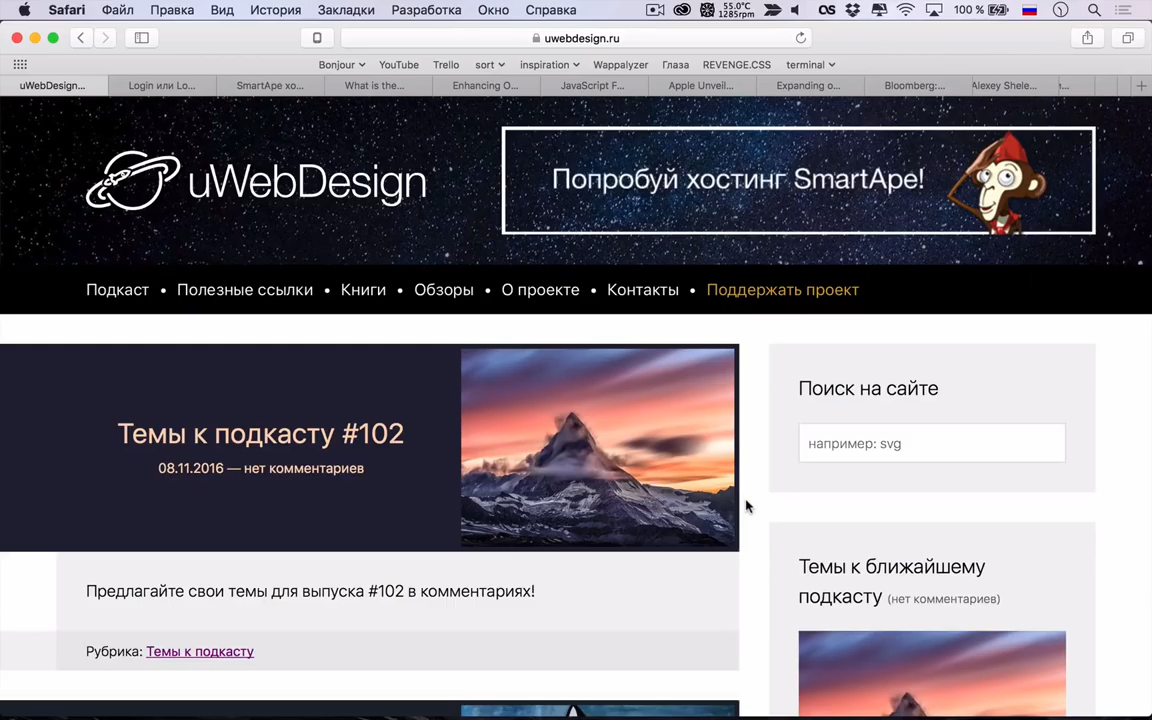 Safari Файл Правка Вид История Закладки Разработка Окно Справка
55.0°C
1285rpm
100 %
uwebdesign.ru
Bonjour YouTube Trello sort inspiration Wappalyzer Глаза REVENGE.CSS terminal
uWebDesign... Login или Lo... SmartApe хо... What is the... Enhancing O... JavaScript F... Apple Unveil... Expanding o... Bloomberg:... Alexey Shele...
uWebDesign
Попробуй хостинг SmartApe!
Подкаст • Полезные ссылки • Книги • Обзоры • О проекте • Контакты • Поддержать проект
Темы к подкасту #102
08.11.2016 — нет комментариев
Предлагайте свои темы для выпуска #102 в комментариях!
Рубрика: Темы к подкасту
Поиск на сайте
например: svg
Темы к ближайшему
подкасту (нет комментариев)